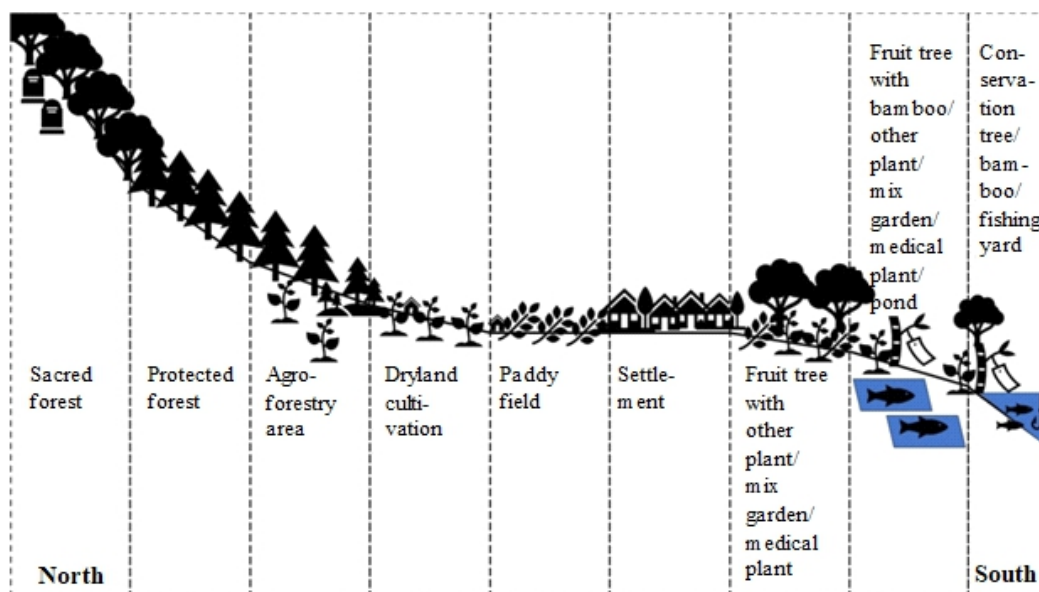 Sacred
forest
Protected
forest
Agro-
forestry
area
Dryland
culti-
vation
Paddy
field
Settle-
ment
Fruit tree
with
other
plant/
mix
garden/
medical
plant
Fruit tree
with
bamboo/
other
plant/
mix
garden/
medical
plant/
pond
Con-
serva-
tion
tree/
bam-
boo/
fishing
yard
North
South